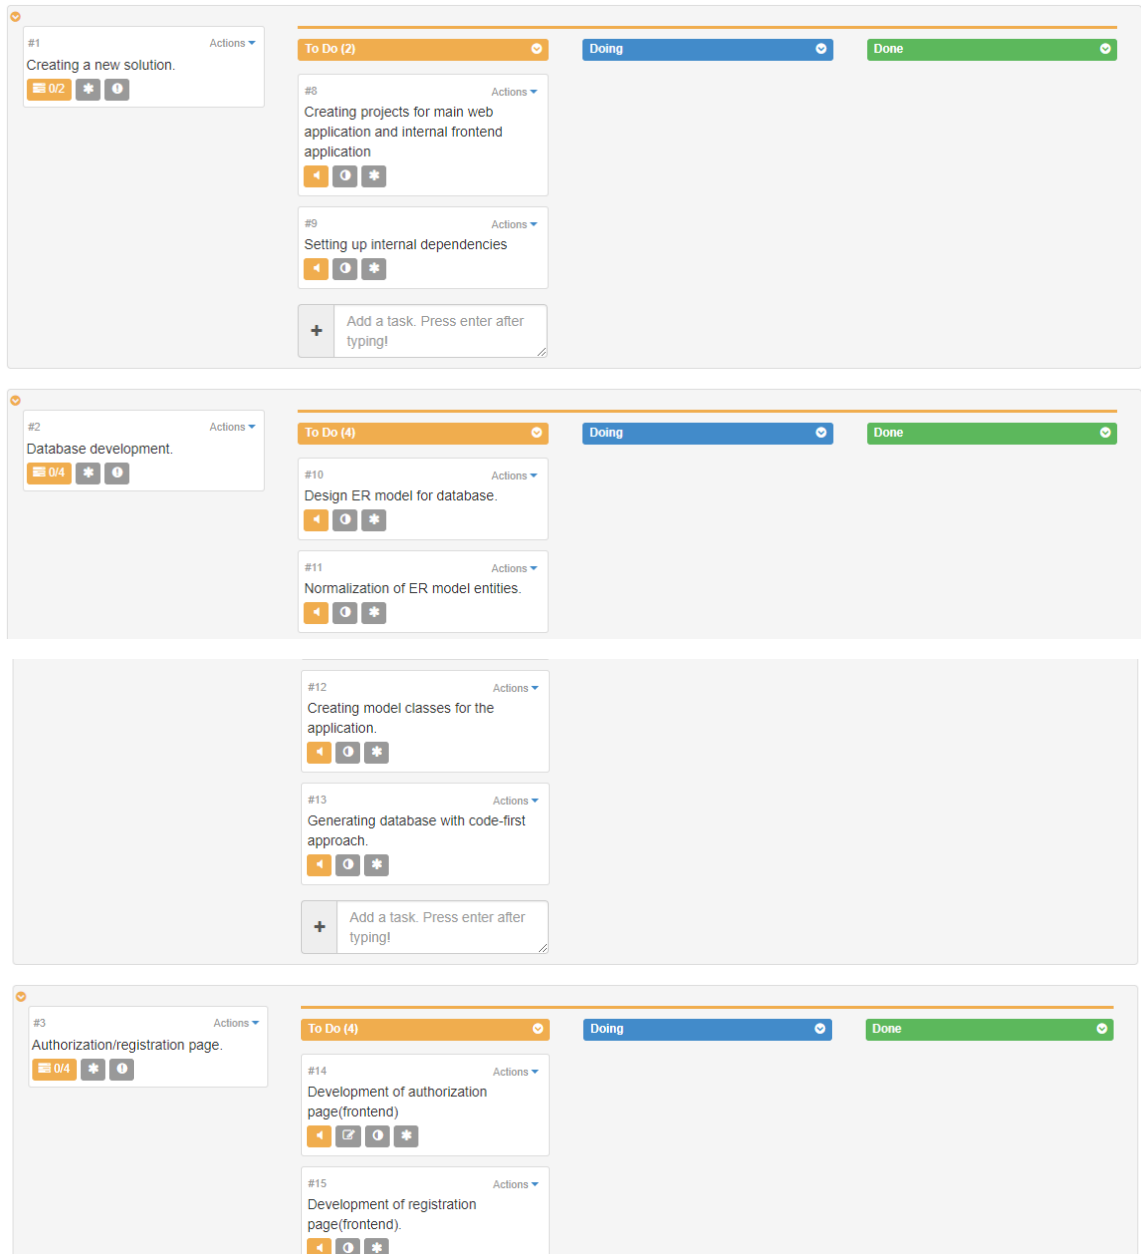 #1 Actions
Creating a new solution.
0/2
To Do (2) Doing Done
#8 Actions
Creating projects for main web
application and internal frontend
application
#9 Actions
Setting up internal dependencies
Add a task. Press enter after
typing!
#2 Actions
Database development.
0/4
To Do (4) Doing Done
#10 Actions
Design ER model for database.
#11 Actions
Normalization of ER model entities.
#12 Actions
Creating model classes for the
application.
#13 Actions
Generating database with code-first
approach.
Add a task. Press enter after
typing!
#3 Actions
Authorization/registration page.
0/4
To Do (4) Doing Done
#14 Actions
Development of authorization
page(frontend)
#15 Actions
Development of registration
page(frontend).